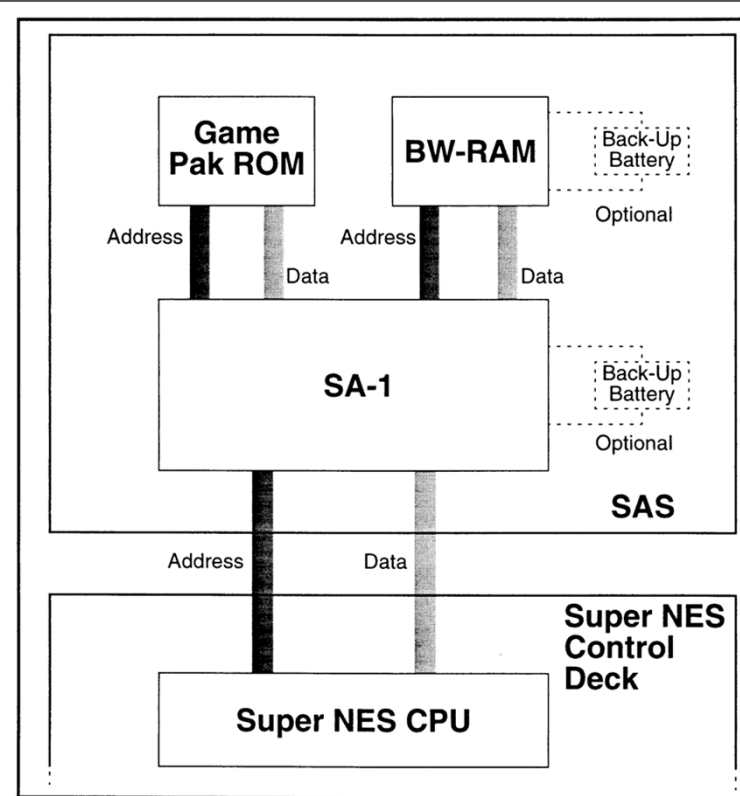 Game
Pak ROM
BW-RAM
Back-Up
Battery
Optional
Address
Data
Address
Data
SA-1
Back-Up
Battery
Optional
SAS
Address
Data
Super NES
Control
Deck
Super NES CPU